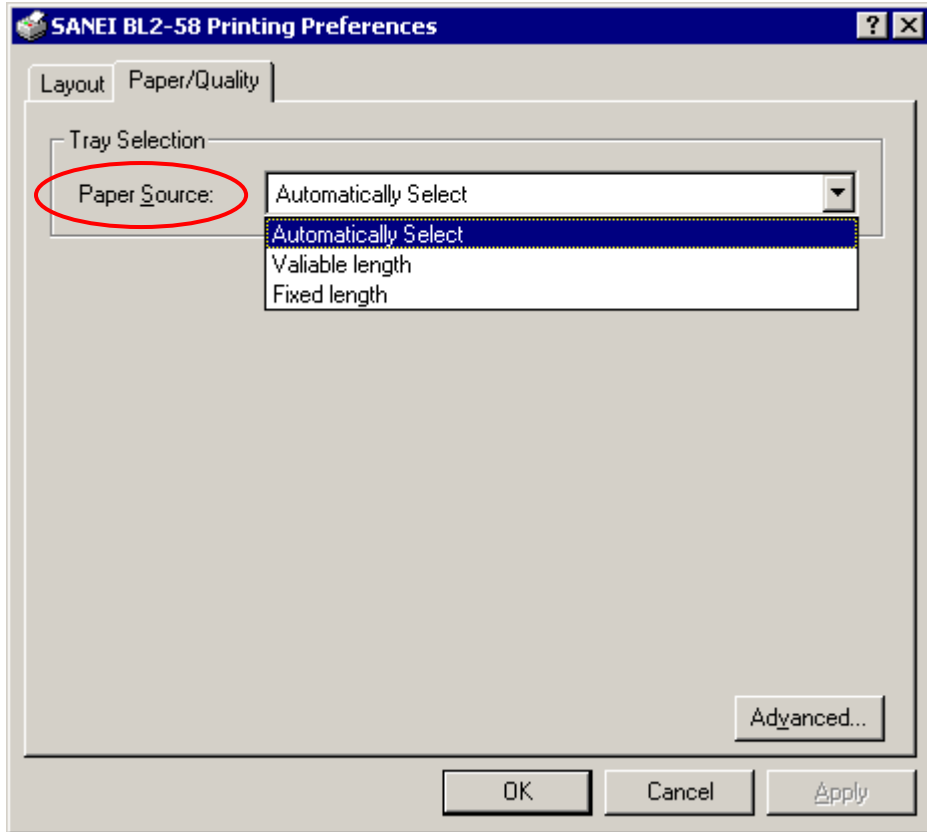 SANEI BL2-58 Printing Preferences
Layout
Paper/Quality
Tray Selection
Paper Source:
Automatically Select
Automatically Select
Valiable length
Fixed length
Advanced...
OK
Cancel
Apply